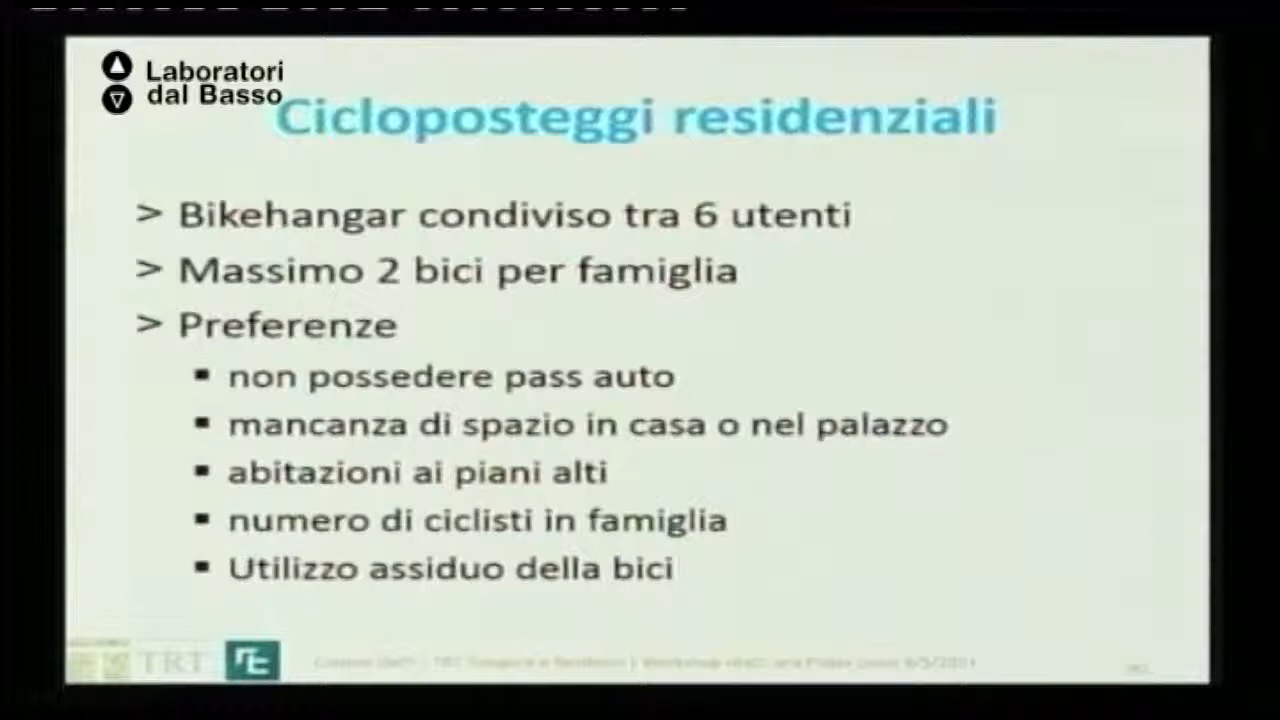 Laboratori
dal Basso
Cicloposteggi residenziali
> Bikehangar condiviso tra 6 utenti
> Massimo 2 bici per famiglia
> Preferenze
▪ non possedere pass auto
▪ mancanza di spazio in casa o nel palazzo
▪ abitazioni ai piani alti
▪ numero di ciclisti in famiglia
▪ Utilizzo assiduo della bici
TRT